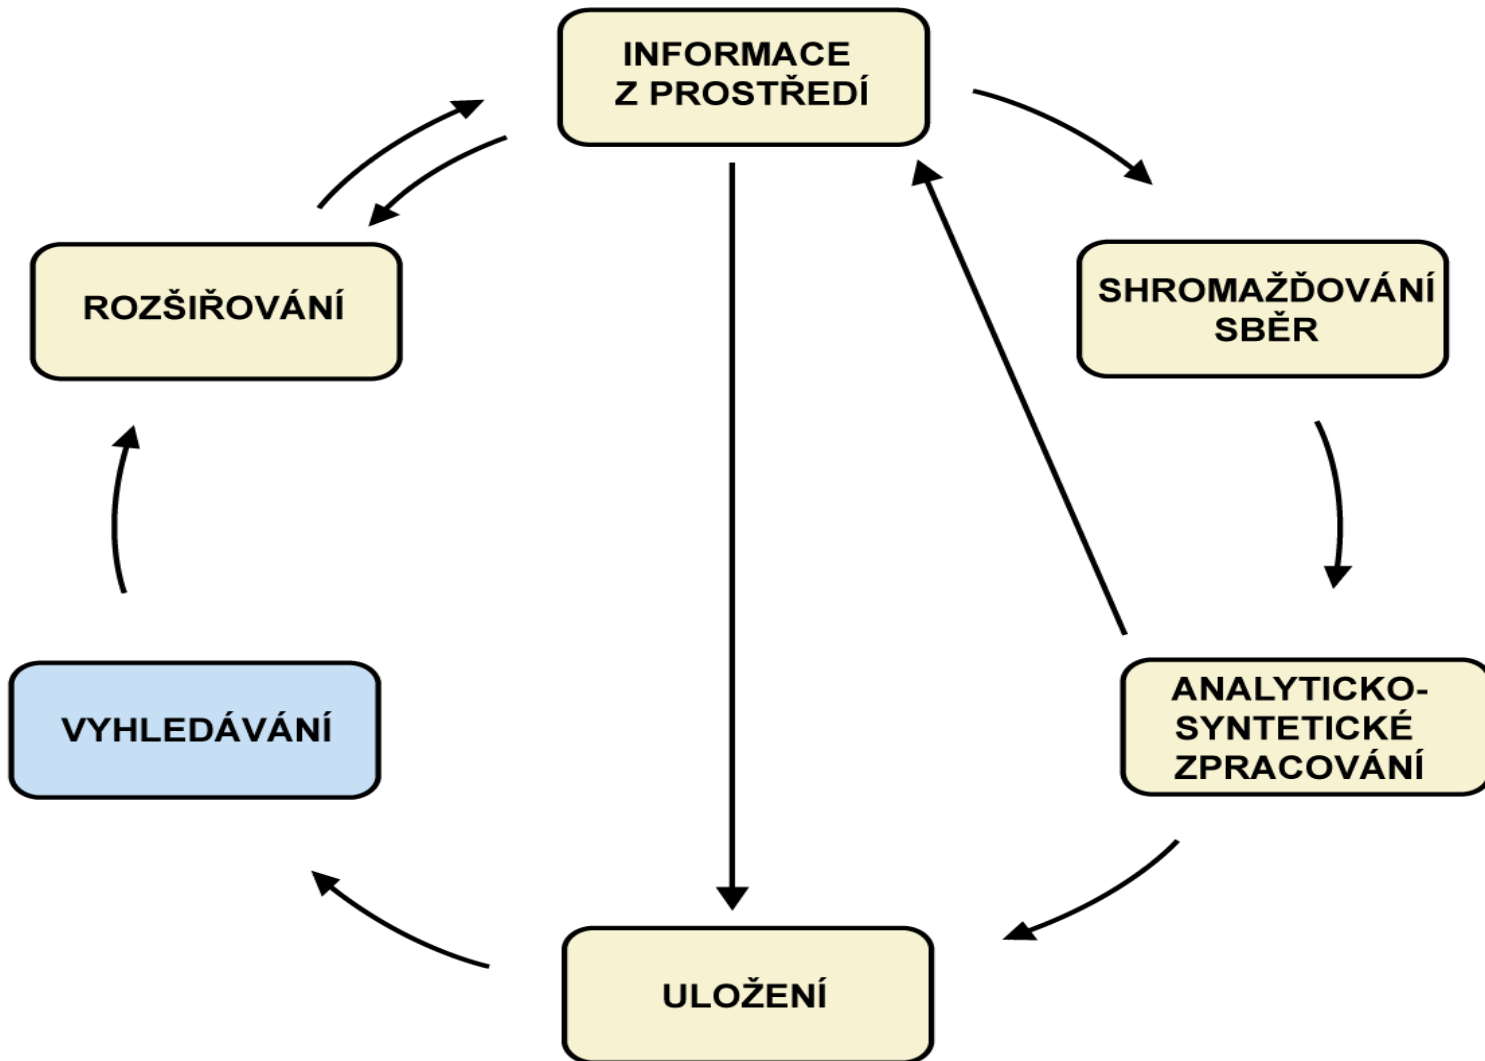 INFORMACE
Z PROSTŘEDÍ
ROZŠIŘOVÁNÍ
SHROMAŽĎOVÁNÍ
SBĚR
VYHLEDÁVÁNÍ
ANALYTICKO-
SYNTETICKÉ
ZPRACOVÁNÍ
ULOŽENÍ